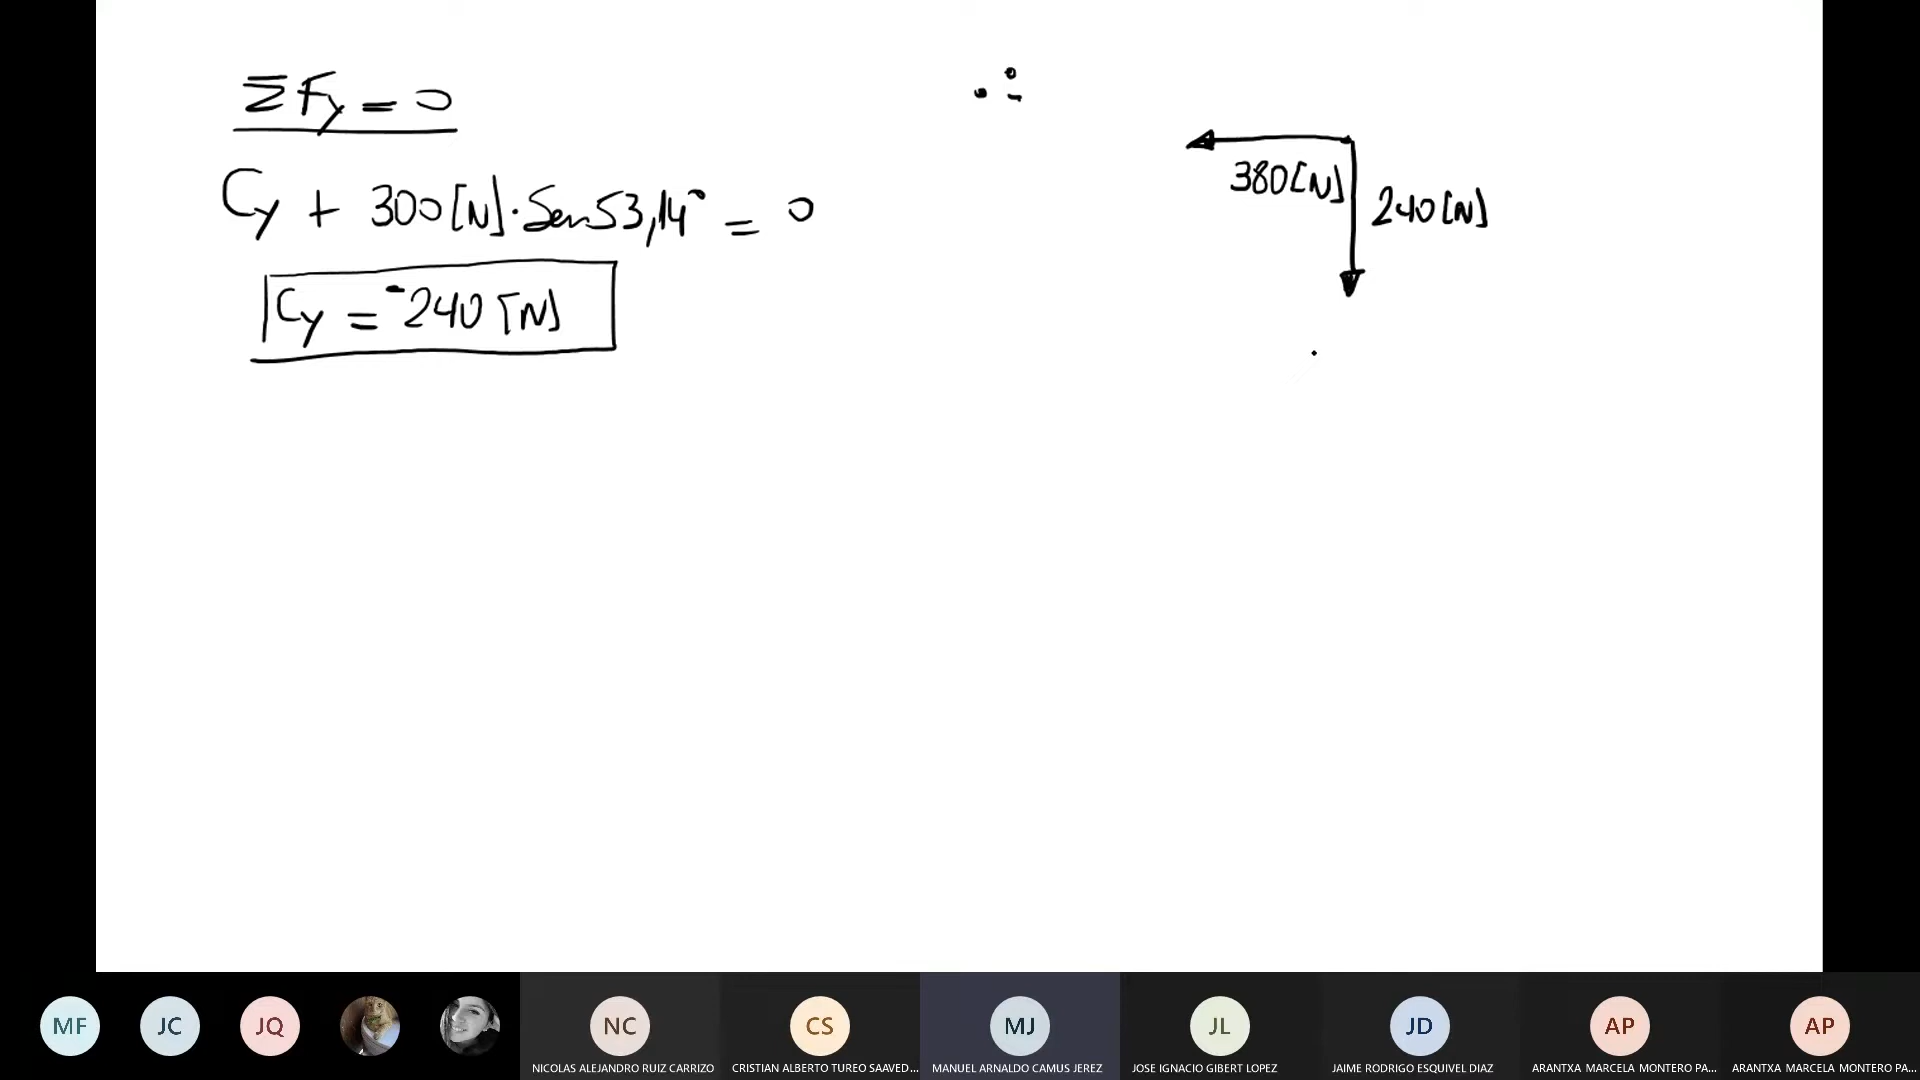 ΣFy = 0
Cy + 300[N]·Sen53,14° = 0
Cy = -240 [N]
380[N]
240[N]
MF
JC
JQ
NC
CS
MJ
JL
JD
AP
AP
NICOLAS ALEJANDRO RUIZ CARRIZO
CRISTIAN ALBERTO TUREO SAAVED...
MANUEL ARNALDO CAMUS JEREZ
JOSE IGNACIO GIBERT LOPEZ
JAIME RODRIGO ESQUIVEL DIAZ
ARANTXA MARCELA MONTERO PA...
ARANTXA MARCELA MONTERO PA...